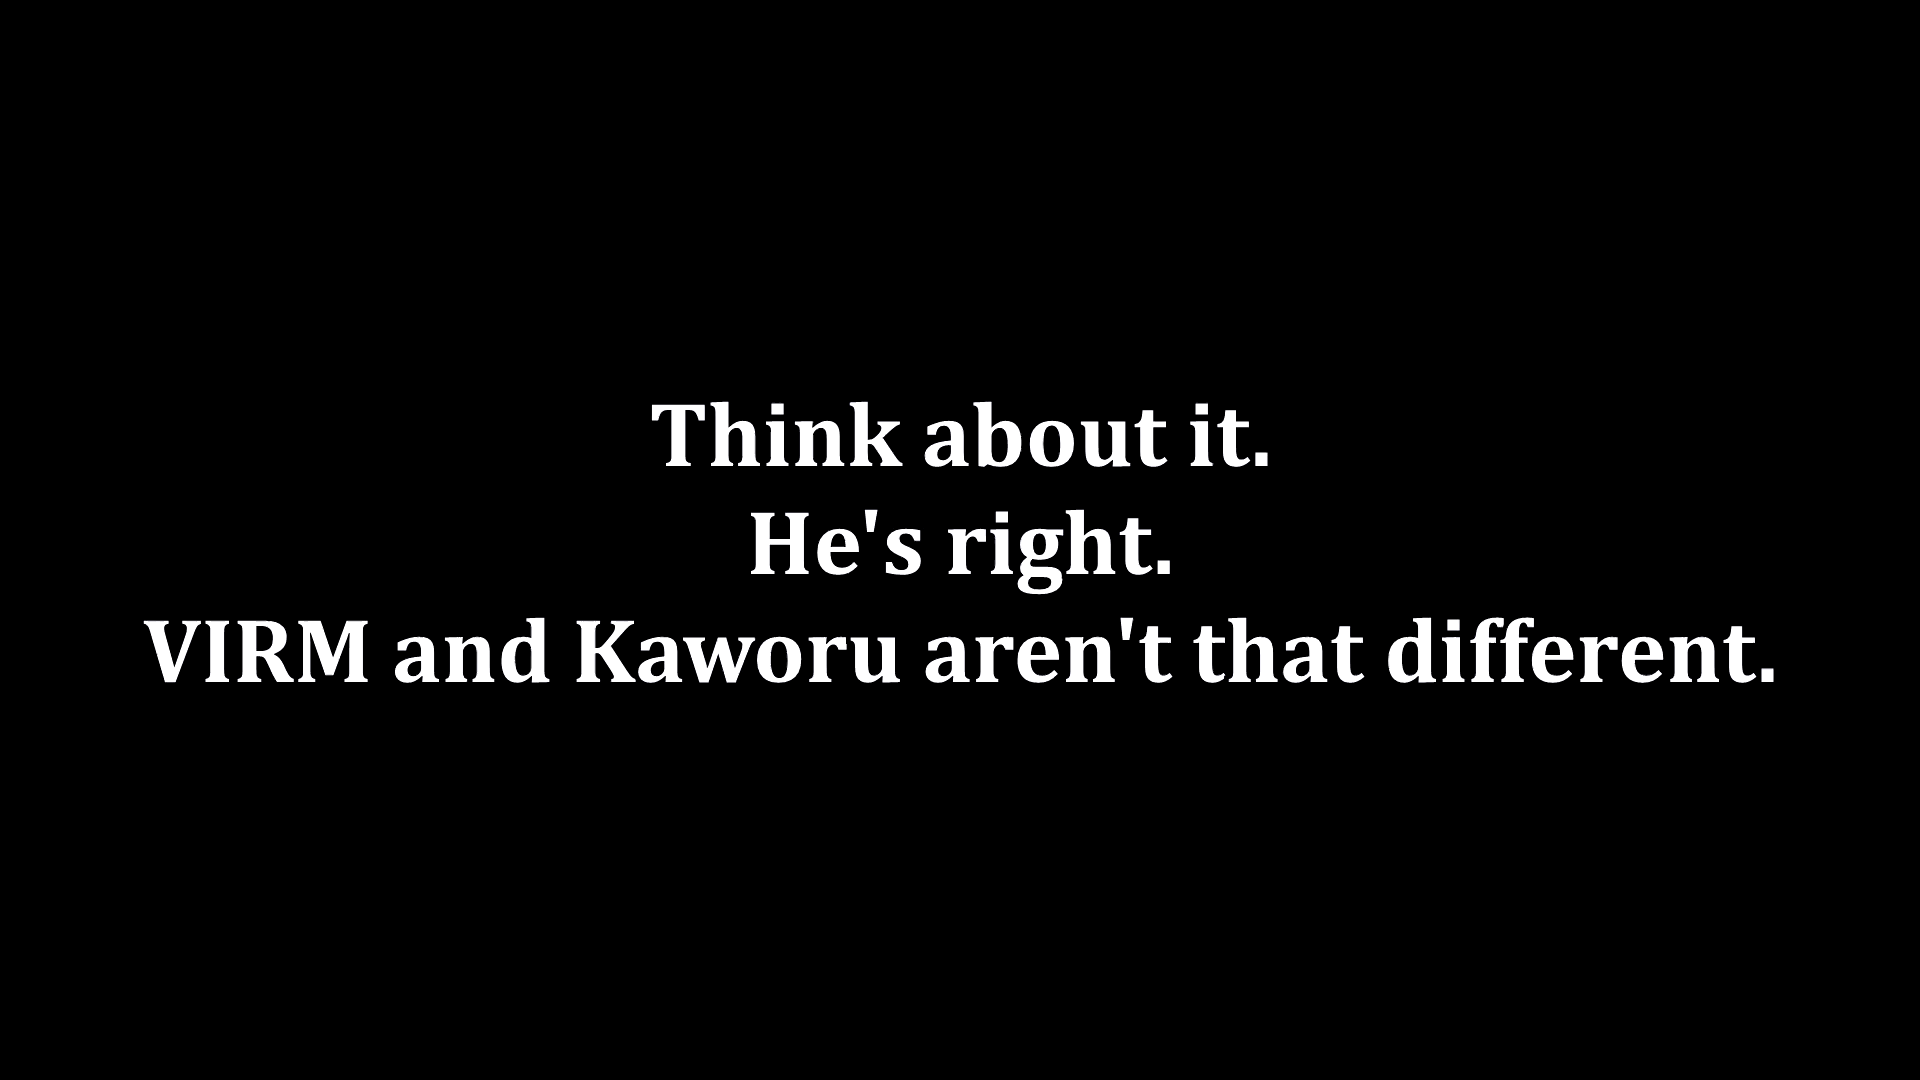 Think about it.
He's right.
VIRM and Kaworu aren't that different.